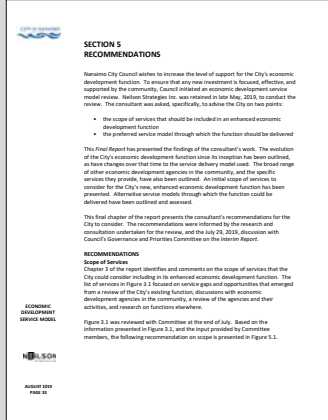 CITY OF NANAIMO
SECTION 5
RECOMMENDATIONS
Nanaimo City Council wishes to increase the level of support for the City's economic
development function. To ensure that any new investment is focused, effective, and
supported by the community, Council initiated an economic development service
model review. Neilson Strategies Inc. was retained in late May, 2019, to conduct the
review. The consultant was asked, specifically, to advise the City on two points:
• the scope of services that should be included in an enhanced economic
development function
• the preferred service model through which the function should be delivered
This Final Report has presented the findings of the consultant's work. The evolution
of the City's economic development function since its inception has been outlined,
as have changes over that time to the service delivery model used. The broad range
of other economic development agencies in the community, and the specific
services they provide, have also been outlined. An initial scope of services to
consider for the City's new, enhanced economic development function has been
presented. Alternative service models through which the function could be
delivered have been outlined and assessed.
This final chapter of the report presents the consultant's recommendations for the
City to consider. The recommendations were informed by the research and
consultation undertaken for the review, and the July 29, 2019, discussion with
Council's Governance and Priorities Committee on the Interim Report.
RECOMMENDATIONS
Scope of Services
Chapter 3 of the report identifies and comments on the scope of services that the
City could consider including in its enhanced economic development function. The
list of services in Figure 3.1 focused on service gaps and opportunities that emerged
from a review of the City's existing function, discussions with economic
development agencies in the community, a review of the agencies and their
activities, and research on functions elsewhere.
Figure 3.1 was reviewed with Committee at the end of July. Based on the
information presented in Figure 3.1, and the input provided by Committee
members, the following recommendation on scope is presented in Figure 5.1.
ECONOMIC
DEVELOPMENT
SERVICE MODEL
NEILSON
AUGUST 2019
PAGE 35